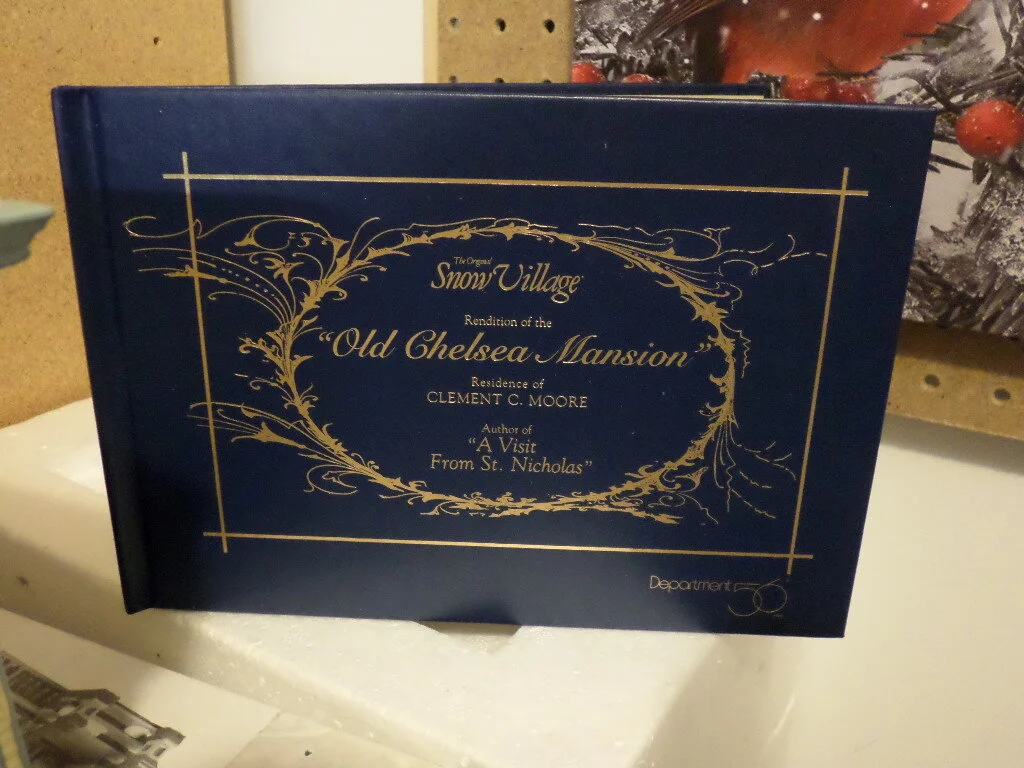 The Original
Snow Village
Rendition of the
"Old Chelsea Mansion"
Residence of
CLEMENT C. MOORE
Author of
"A Visit
From St. Nicholas"
Department 56